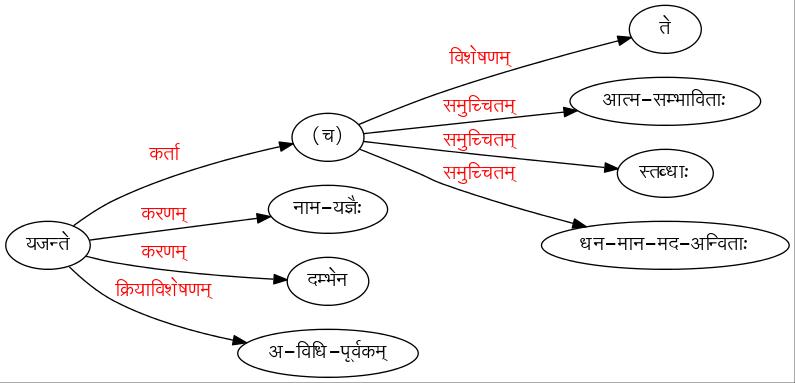 ते
विशेषणम्
आत्म-सम्भाविताः
समुच्चितम्
(च)
समुच्चितम्
कर्ता
स्तब्धाः
समुच्चितम्
नाम-यज्ञैः
करणम्
यजन्ते
धन-मान-मद-अन्विताः
करणम्
दम्भेन
क्रियाविशेषणम्
अ-विधि-पूर्वकम्